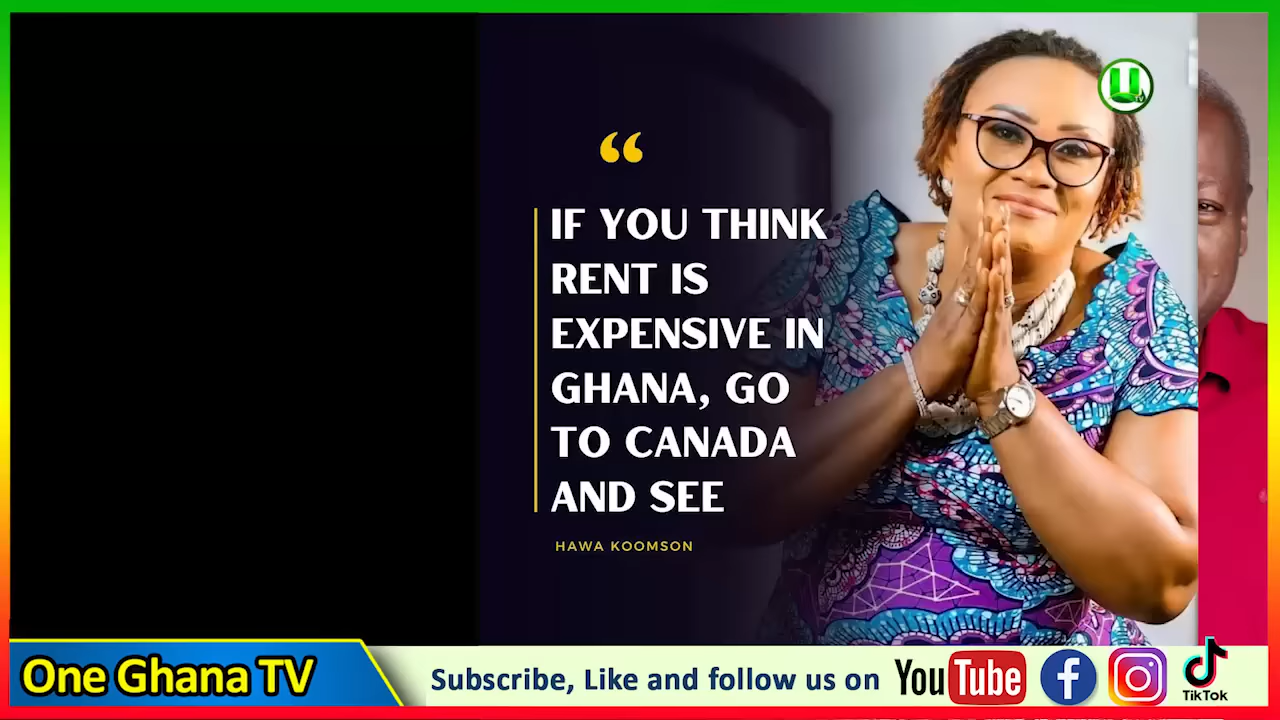 “
IF YOU THINK
RENT IS
EXPENSIVE IN
GHANA, GO
TO CANADA
AND SEE
HAWA KOOMSON
U
TV
One Ghana TV
Subscribe, Like and follow us on YouTube
TikTok